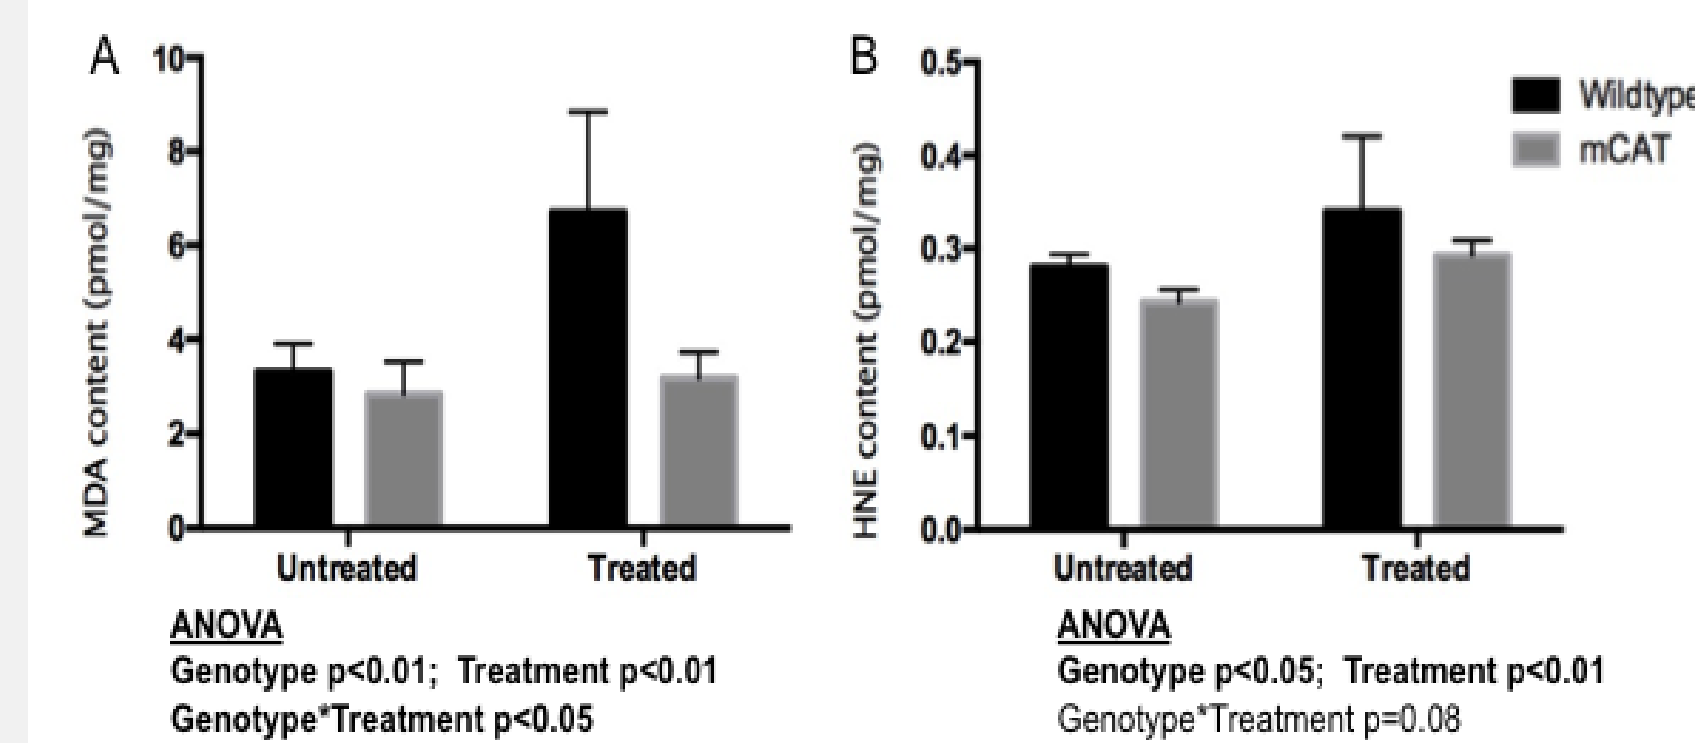 A
10
8
6
4
2
0
MDA content (pmol/mg)
Untreated Treated
ANOVA
Genotype p<0.01; Treatment p<0.01
Genotype*Treatment p<0.05
B
0.5
0.4
0.3
0.2
0.1
0.0
HNE content (pmol/mg)
Untreated Treated
Wildtype
mCAT
ANOVA
Genotype p<0.05; Treatment p<0.01
Genotype*Treatment p=0.08